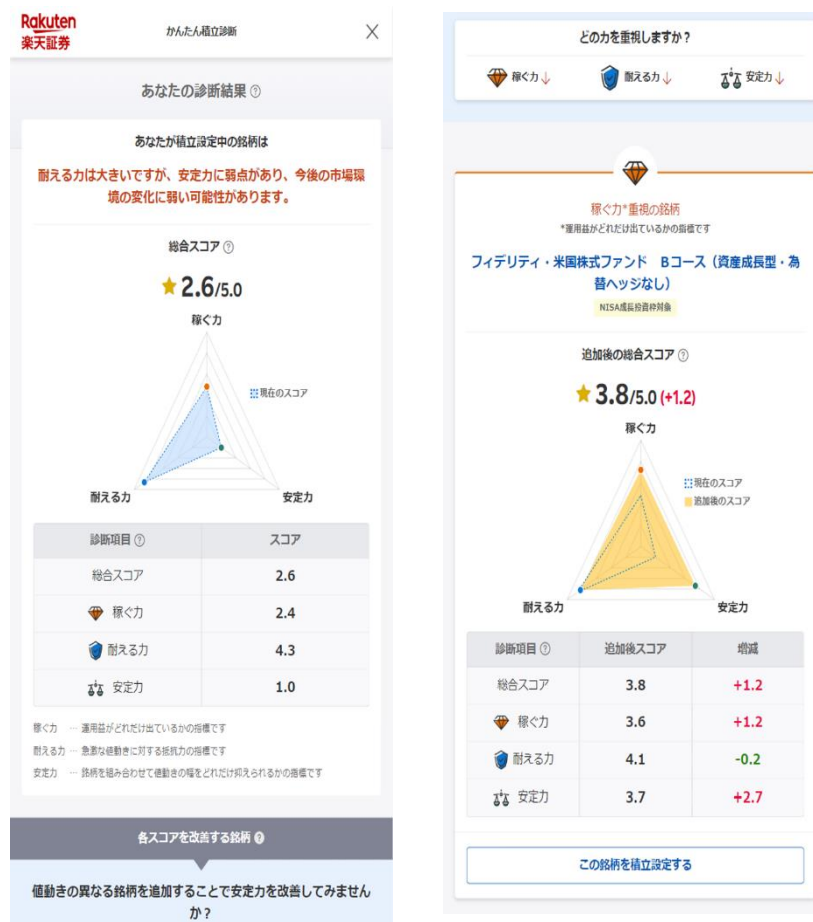 Rakuten
楽天証券
かんたん積立診断
あなたの診断結果 ?
あなたが積立設定中の銘柄は
耐える力は大きいですが、安定力に弱点があり、今後の市場環
境の変化に弱い可能性があります。
総合スコア ?
2.6/5.0
稼ぐ力
現在のスコア
耐える力
安定力
診断項目 ? スコア
総合スコア 2.6
稼ぐ力 2.4
耐える力 4.3
安定力 1.0
稼ぐ力 … 運用益がどれだけ出ているかの指標です
耐える力 … 急激な値動きに対する抵抗力の指標です
安定力 … 銘柄を組み合わせて値動きの幅をどれだけ抑えられるかの指標です
各スコアを改善する銘柄 ?
値動きの異なる銘柄を追加することで安定力を改善してみません
か？
どの力を重視しますか？
稼ぐ力↓ 耐える力↓ 安定力↓
稼ぐ力*重視の銘柄
*運用益がどれだけ出ているかの指標です
フィデリティ・米国株式ファンド Bコース（資産成長型・為
替ヘッジなし）
NISA成長投資枠対象
追加後の総合スコア ?
3.8/5.0 (+1.2)
稼ぐ力
現在のスコア
追加後のスコア
耐える力
安定力
診断項目 ? 追加後スコア 増減
総合スコア 3.8 +1.2
稼ぐ力 3.6 +1.2
耐える力 4.1 -0.2
安定力 3.7 +2.7
この銘柄を積立設定する